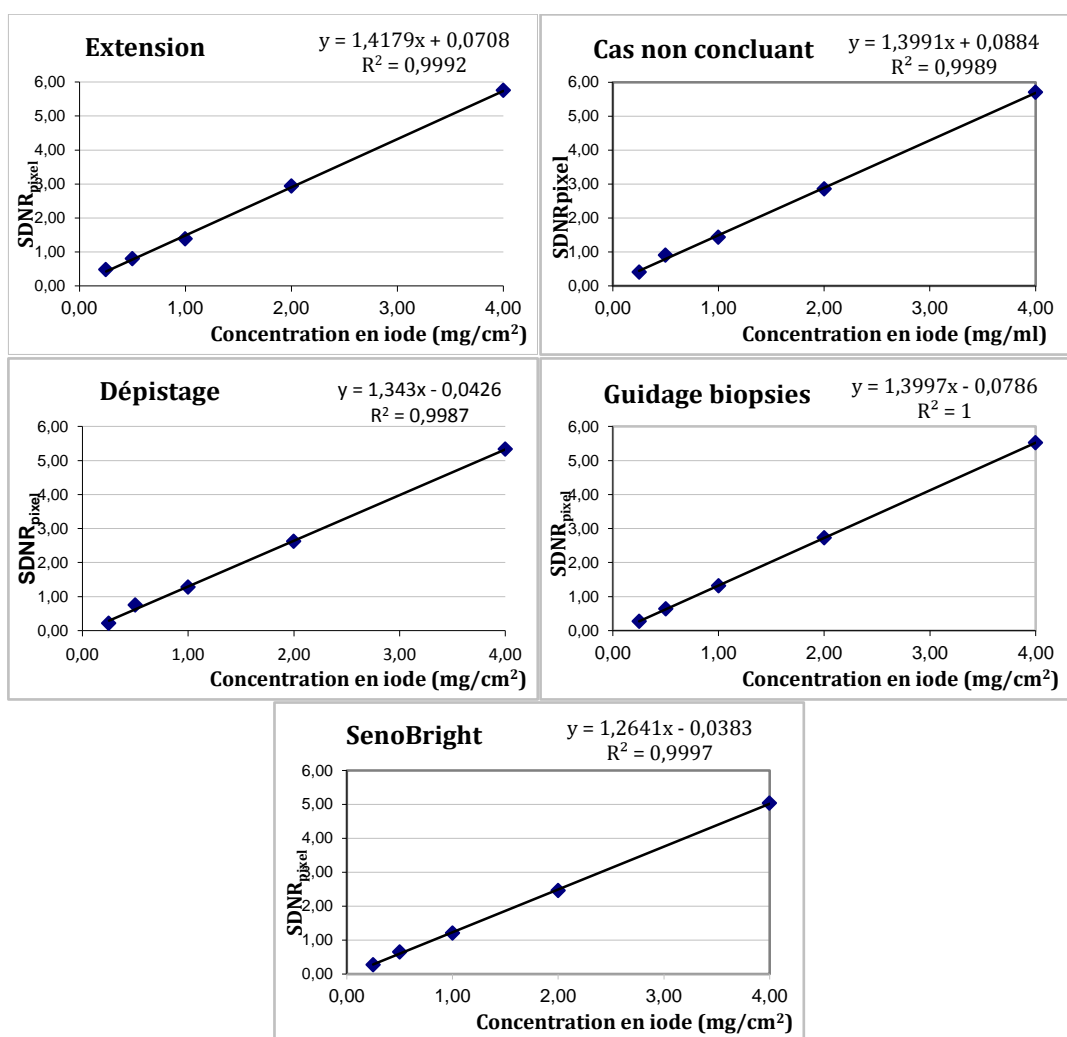 Extension
y = 1,4179x + 0,0708
R² = 0,9992
6,00
5,00
4,00
3,00
2,00
1,00
0,00
SDNRpixel
0,00 1,00 2,00 3,00 4,00
Concentration en iode (mg/cm²)
Cas non concluant
y = 1,3991x + 0,0884
R² = 0,9989
6,00
5,00
4,00
3,00
2,00
1,00
0,00
SDNRpixel
0,00 1,00 2,00 3,00 4,00
Concentration en iode (mg/ml)
Dépistage
y = 1,343x - 0,0426
R² = 0,9987
6,00
5,00
4,00
3,00
2,00
1,00
0,00
SDNRpixel
0,00 1,00 2,00 3,00 4,00
Concentration en iode (mg/cm²)
Guidage biopsies
y = 1,3997x - 0,0786
R² = 1
6,00
5,00
4,00
3,00
2,00
1,00
0,00
SDNRpixel
0,00 1,00 2,00 3,00 4,00
Concentration en iode (mg/cm²)
SenoBright
y = 1,2641x - 0,0383
R² = 0,9997
6,00
5,00
4,00
3,00
2,00
1,00
0,00
SDNRpixel
0,00 1,00 2,00 3,00 4,00
Concentration en iode (mg/cm²)